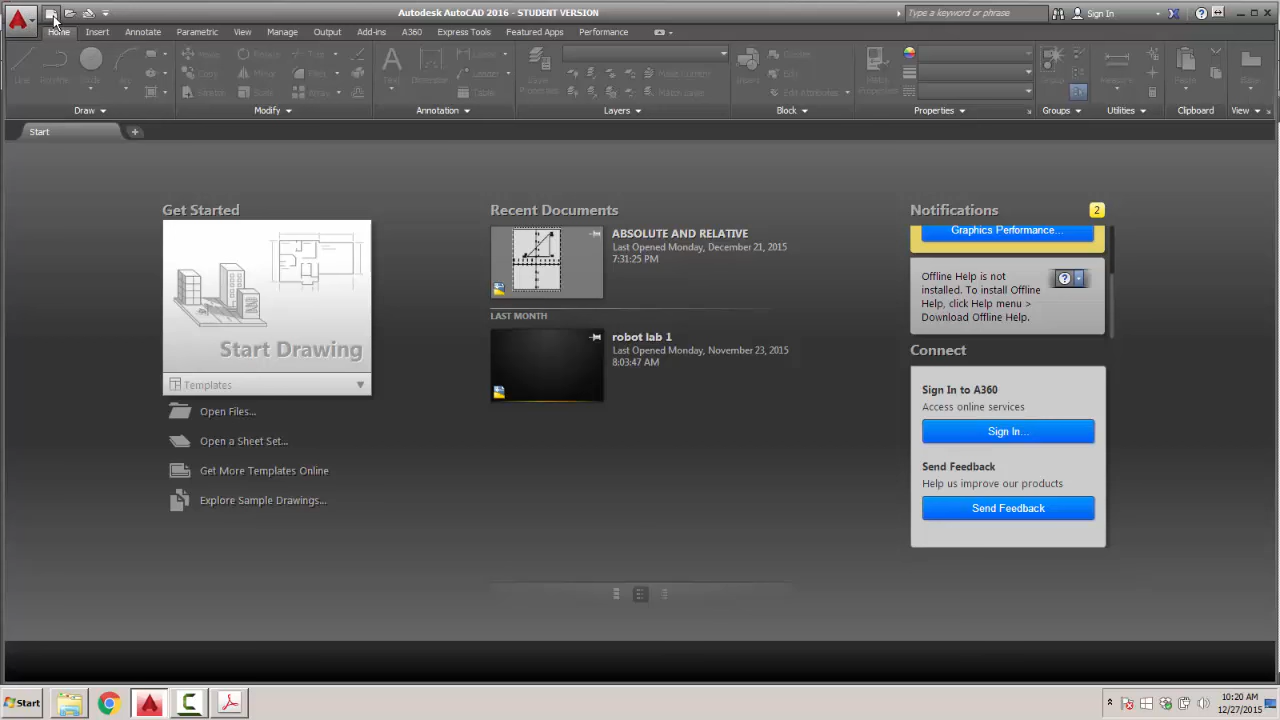 Autodesk AutoCAD 2016 - STUDENT VERSION
Type a keyword or phrase
Sign In
Home Insert Annotate Parametric View Manage Output Add-ins A360 Express Tools Featured Apps Performance
Draw Modify Annotation Layers Block Properties Groups Utilities Clipboard View
Start
Get Started
Start Drawing
Templates
Open Files...
Open a Sheet Set...
Get More Templates Online
Explore Sample Drawings...
Recent Documents
ABSOLUTE AND RELATIVE
Last Opened Monday, December 21, 2015
7:31:25 PM
LAST MONTH
robot lab 1
Last Opened Monday, November 23, 2015
8:03:47 AM
Notifications
2
Graphics Performance...
Offline Help is not
installed. To install Offline
Help, click Help menu >
Download Offline Help.
Connect
Sign In to A360
Access online services
Sign In...
Send Feedback
Help us improve our products
Send Feedback
Start
10:20 AM
12/27/2015